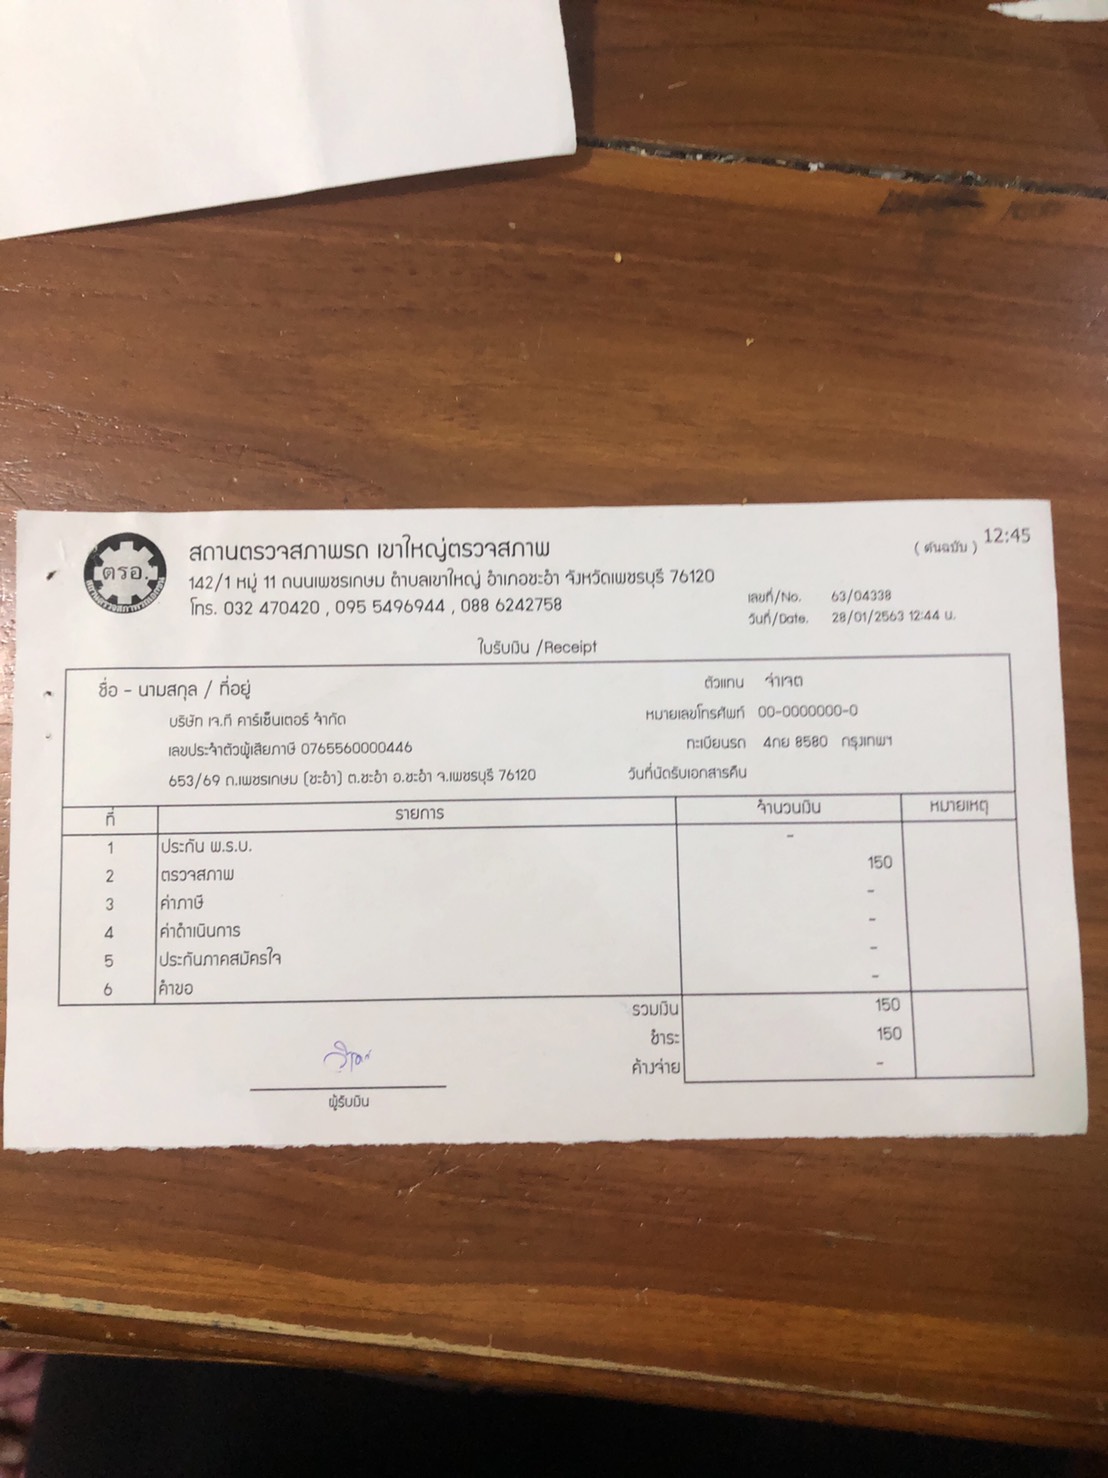 12:45
( ต้นฉบับ )
ตรอ.
สถานตรวจสภาพรถ เขาใหญ่ตรวจสภาพ
142/1 หมู่ 11 ถนนเพชรเกษม ตำบลเขาใหญ่ อำเภอชะอำ จังหวัดเพชรบุรี 76120
โทร. 032 470420 , 095 5496944 , 088 6242758
เลขที่/No. 63/04338
วันที่/Date. 28/01/2563 12:44 น.
ใบรับเงิน /Receipt
ชื่อ - นามสกุล / ที่อยู่ ตัวแทน จ่าเจต
บริษัท เจ.ที คาร์เซ็นเตอร์ จำกัด หมายเลขโทรศัพท์ 00-0000000-0
เลขประจำตัวผู้เสียภาษี 0765560000446 ทะเบียนรถ 4กย 8580 กรุงเทพฯ
653/69 ถ.เพชรเกษม (ชะอำ) ต.ชะอำ อ.ชะอำ จ.เพชรบุรี 76120 วันที่นัดรับเอกสารคืน
ที่ รายการ จำนวนเงิน หมายเหตุ
1 ประกัน พ.ร.บ. -
2 ตรวจสภาพ 150
3 ค่าภาษี -
4 ค่าดำเนินการ -
5 ประกันภาคสมัครใจ -
6 คำขอ -
รวมเงิน 150
ชำระ 150
ค้างจ่าย -
ผู้รับเงิน